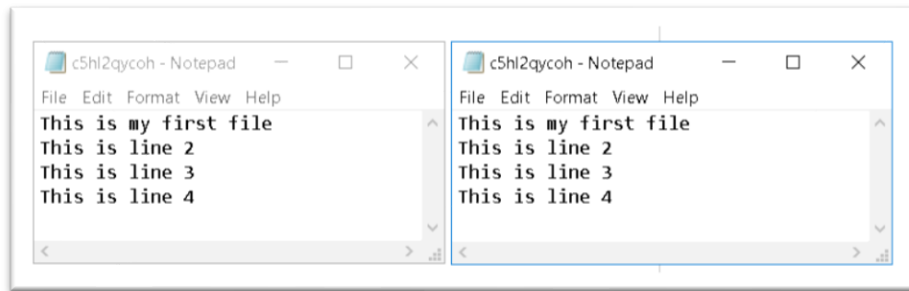 c5hl2qycoh - Notepad
File Edit Format View Help
This is my first file
This is line 2
This is line 3
This is line 4
c5hl2qycoh - Notepad
File Edit Format View Help
This is my first file
This is line 2
This is line 3
This is line 4